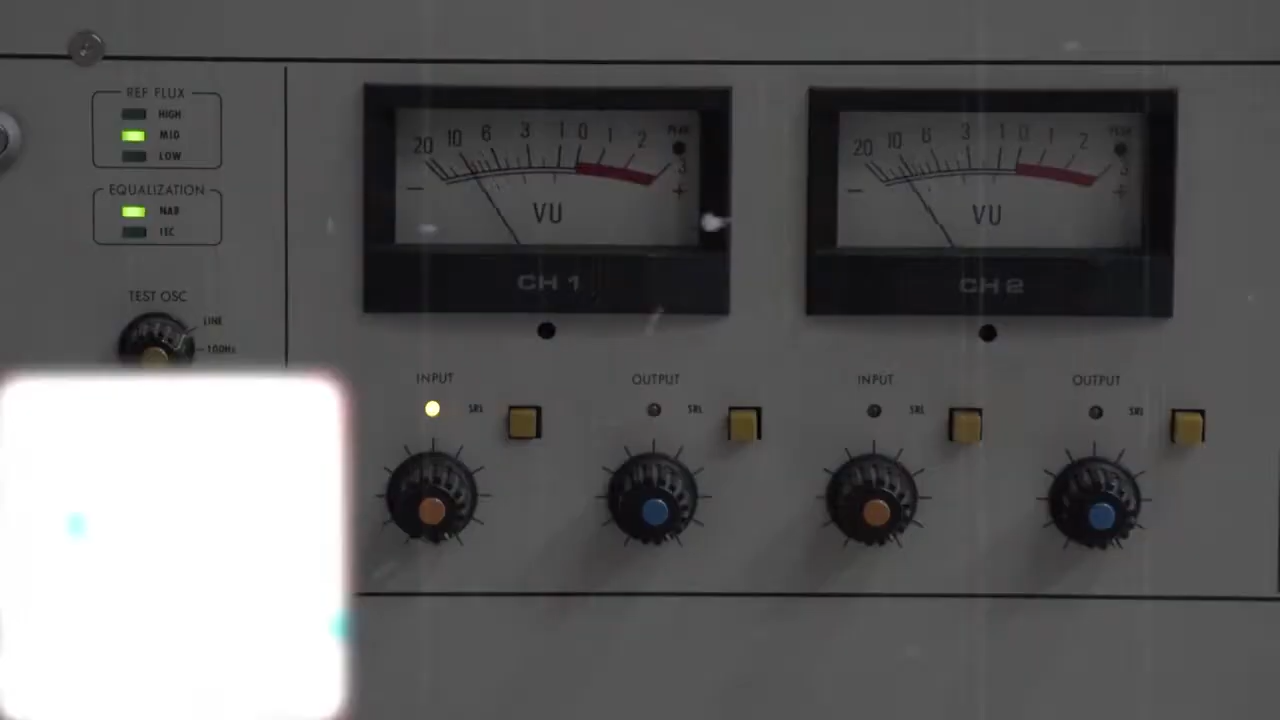 REF FLUX
HIGH
MID
LOW
EQUALIZATION
NAB
IEC
TEST OSC
LINE
100Hz
20 10 6 3 1 0 1 2 3
PEAK
- +
VU
CH 1
20 10 6 3 1 0 1 2 3
PEAK
- +
VU
CH 2
INPUT
SRL
OUTPUT
SRL
INPUT
SRL
OUTPUT
SRL